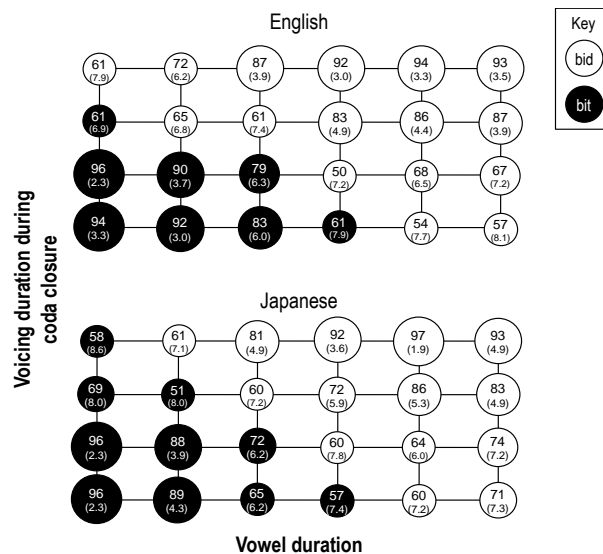 English
Key
bid
bit
61 72 87 92 94 93
(7.9) (6.2) (3.9) (3.0) (3.3) (3.5)
61 65 61 83 86 87
(6.9) (6.8) (7.4) (4.9) (4.4) (3.9)
96 90 79 50 68 67
(2.3) (3.7) (6.3) (7.2) (6.5) (7.2)
94 92 83 61 54 57
(3.3) (3.0) (6.0) (7.9) (7.7) (8.1)
Voicing duration during
coda closure
Japanese
58 61 81 92 97 93
(8.6) (7.1) (4.9) (3.6) (1.9) (4.9)
69 51 60 72 86 83
(8.0) (8.0) (7.2) (5.9) (5.3) (4.9)
96 88 72 60 64 74
(2.3) (3.9) (6.2) (7.8) (6.0) (7.2)
96 89 65 57 60 71
(2.3) (4.3) (6.2) (7.4) (7.2) (7.3)
Vowel duration